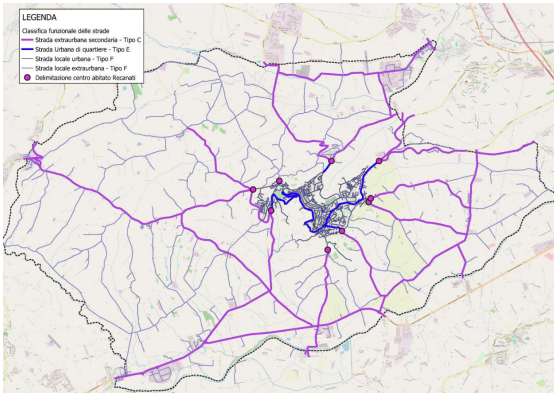 LEGENDA
Classifica funzionale delle strade
Strada extraurbana secondaria - Tipo C
Strada Urbana di quartiere - Tipo E
Strada locale urbana - Tipo F
Strada locale extraurbana - Tipo F
Delimitazione centro abitato Recanati